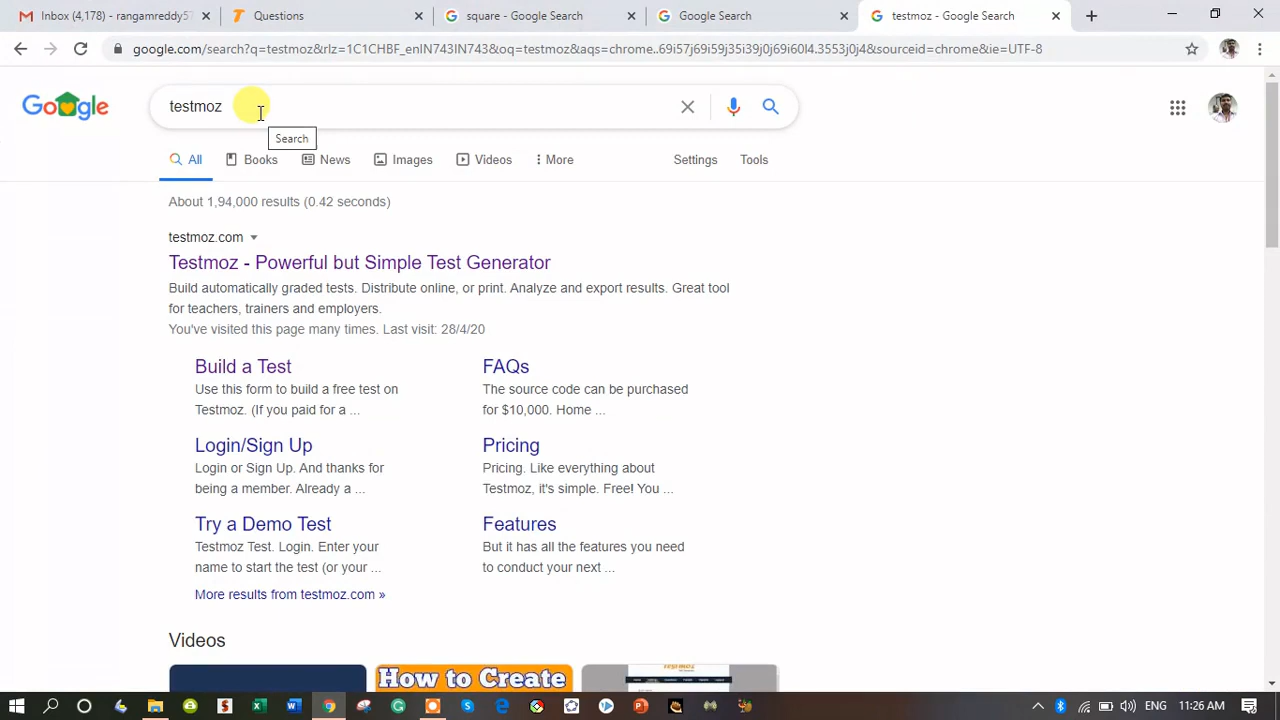 Inbox (4,178) - rangamreddy57
Questions
square - Google Search
Google Search
testmoz - Google Search
google.com/search?q=testmoz&rlz=1C1CHBF_enIN743IN743&oq=testmoz&aqs=chrome..69i57j69i59j35i39j0j69i60l4.3553j0j4&sourceid=chrome&ie=UTF-8
Google
testmoz
Search
All
Books
News
Images
Videos
More
Settings
Tools
About 1,94,000 results (0.42 seconds)
testmoz.com
Testmoz - Powerful but Simple Test Generator
Build automatically graded tests. Distribute online, or print. Analyze and export results. Great tool
for teachers, trainers and employers.
You've visited this page many times. Last visit: 28/4/20
Build a Test
Use this form to build a free test on
Testmoz. (If you paid for a ...
FAQs
The source code can be purchased
for $10,000. Home ...
Login/Sign Up
Login or Sign Up. And thanks for
being a member. Already a ...
Pricing
Pricing. Like everything about
Testmoz, it's simple. Free! You ...
Try a Demo Test
Testmoz Test. Login. Enter your
name to start the test (or your ...
Features
But it has all the features you need
to conduct your next ...
More results from testmoz.com »
Videos
How to Create
11:26 AM